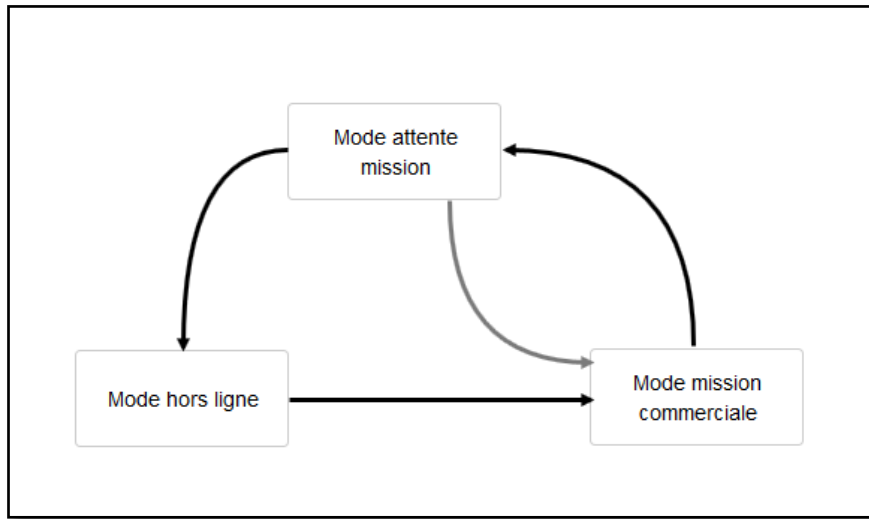 Mode attente
mission
Mode hors ligne
Mode mission
commerciale